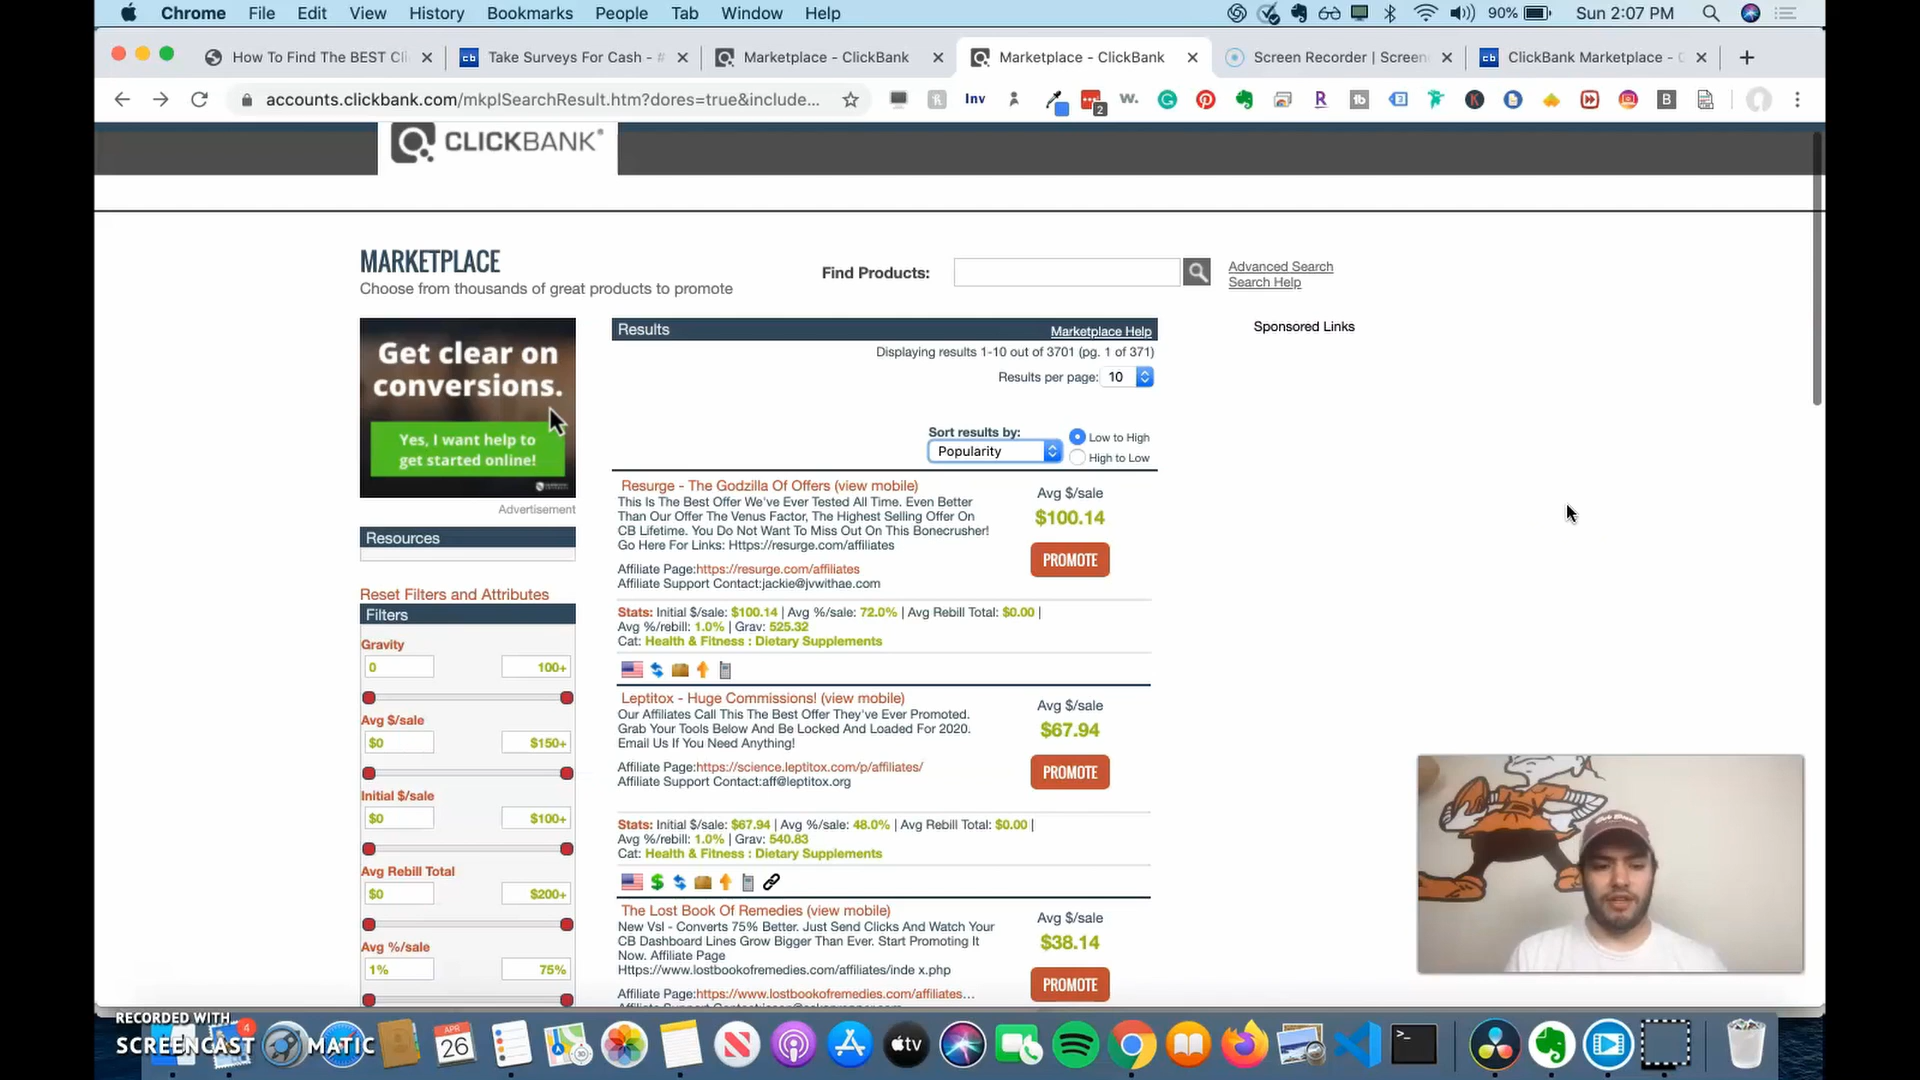 Chrome File Edit View History Bookmarks People Tab Window Help
90% Sun 2:07 PM
How To Find The BEST Cli
Take Surveys For Cash - #
Marketplace - ClickBank
Marketplace - ClickBank
Screen Recorder | Screen
ClickBank Marketplace - C
accounts.clickbank.com/mkplSearchResult.htm?dores=true&include...
Inv
2
CLICKBANK®
MARKETPLACE
Choose from thousands of great products to promote
Find Products:
Advanced Search
Search Help
Get clear on
conversions.
Yes, I want help to
get started online!
Advertisement
Resources
Reset Filters and Attributes
Filters
Gravity
0 100+
Avg $/sale
$0 $150+
Initial $/sale
$0 $100+
Avg Rebill Total
$0 $200+
Avg %/sale
1% 75%
Results Marketplace Help
Displaying results 1-10 out of 3701 (pg. 1 of 371)
Results per page: 10
Sort results by:
Popularity
Low to High
High to Low
Sponsored Links
Resurge - The Godzilla Of Offers (view mobile)
This Is The Best Offer We've Ever Tested All Time. Even Better
Than Our Offer The Venus Factor, The Highest Selling Offer On
CB Lifetime. You Do Not Want To Miss Out On This Bonecrusher!
Go Here For Links: Https://resurge.com/affiliates
Affiliate Page:https://resurge.com/affiliates
Affiliate Support Contact:jackie@jvwithae.com
Avg $/sale
$100.14
PROMOTE
Stats: Initial $/sale: $100.14 | Avg %/sale: 72.0% | Avg Rebill Total: $0.00 |
Avg %/rebill: 1.0% | Grav: 525.32
Cat: Health & Fitness : Dietary Supplements
Leptitox - Huge Commissions! (view mobile)
Our Affiliates Call This The Best Offer They've Ever Promoted.
Grab Your Tools Below And Be Locked And Loaded For 2020.
Email Us If You Need Anything!
Affiliate Page:https://science.leptitox.com/p/affiliates/
Affiliate Support Contact:aff@leptitox.org
Avg $/sale
$67.94
PROMOTE
Stats: Initial $/sale: $67.94 | Avg %/sale: 48.0% | Avg Rebill Total: $0.00 |
Avg %/rebill: 1.0% | Grav: 540.83
Cat: Health & Fitness : Dietary Supplements
The Lost Book Of Remedies (view mobile)
New Vsl - Converts 75% Better. Just Send Clicks And Watch Your
CB Dashboard Lines Grow Bigger Than Ever. Start Promoting It
Now. Affiliate Page
Https://www.lostbookofremedies.com/affiliates/inde x.php
Affiliate Page:https://www.lostbookofremedies.com/affiliates...
Avg $/sale
$38.14
PROMOTE
RECORDED WITH
SCREENCAST MATIC
4
APR
26
tv